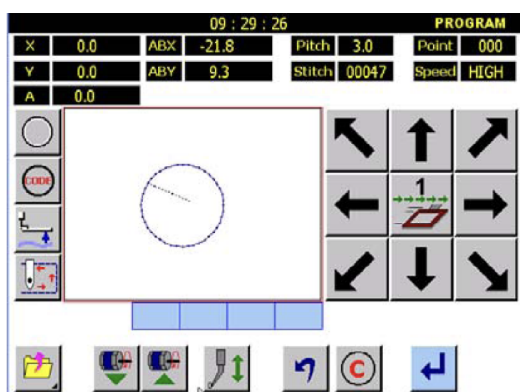 09 : 29 : 26 PROGRAM
X 0.0 ABX -21.8 Pitch 3.0 Point 000
Y 0.0 ABY 9.3 Stitch 00047 Speed HIGH
A 0.0
1
CODE
C